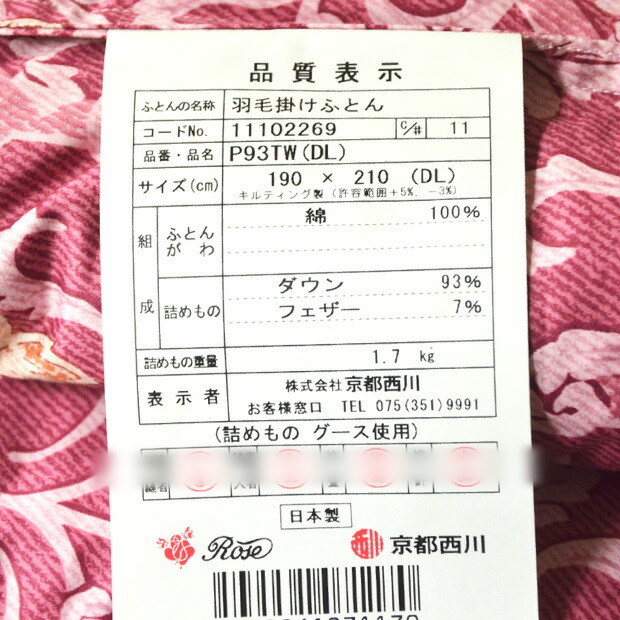 品質表示
ふとんの名称 羽毛掛けふとん
コードNo. 11102269 C/# 11
品番・品名 P93TW(DL)
サイズ(cm) 190 × 210 (DL)
キルティング製(許容範囲+5%、-3%)
組成 ふとんがわ 綿 100%
詰めもの ダウン 93%
フェザー 7%
詰めもの重量 1.7 kg
表示者 株式会社 京都西川
お客様窓口 TEL 075(351)9991
(詰めもの グース使用)
日本製
Rose 西川 京都西川